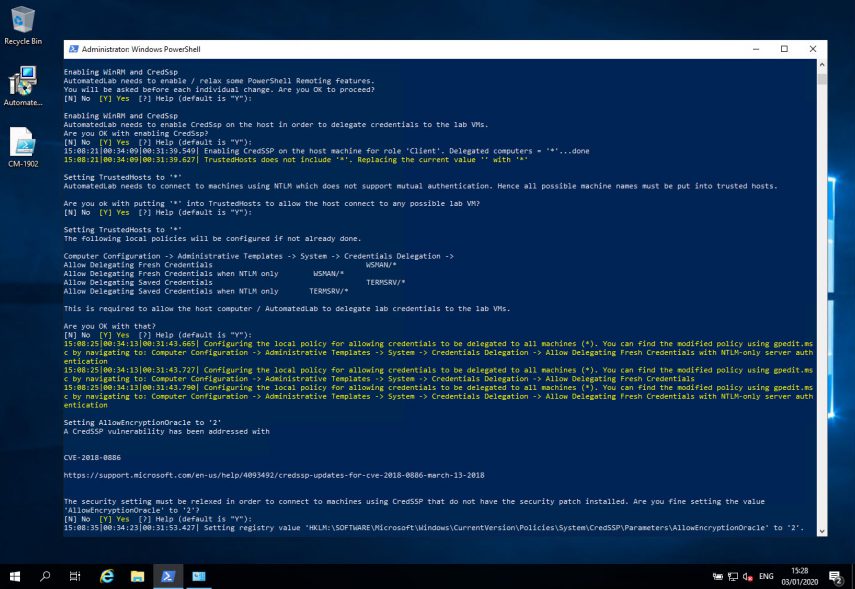 Recycle Bin
Automate...
CM-1902
Administrator: Windows PowerShell
Enabling WinRM and CredSsp
AutomatedLab needs to enable / relax some PowerShell Remoting features.
You will be asked before each individual change. Are you OK to proceed?
[N] No  [Y] Yes  [?] Help (default is "Y"):
Enabling WinRM and CredSsp
AutomatedLab needs to enable CredSsp on the host in order to delegate credentials to the lab VMs.
Are you OK with enabling CredSsp?
[N] No  [Y] Yes  [?] Help (default is "Y"):
15:08:21|00:34:09|00:31:39.549| Enabling CredSSP on the host machine for role 'Client'. Delegated computers = '*'...done
15:08:21|00:34:09|00:31:39.627| TrustedHosts does not include '*'. Replacing the current value '' with '*'
Setting TrustedHosts to '*'
AutomatedLab needs to connect to machines using NTLM which does not support mutual authentication. Hence all possible machine names must be put into trusted hosts.
Are you ok with putting '*' into TrustedHosts to allow the host connect to any possible lab VM?
[N] No  [Y] Yes  [?] Help (default is "Y"):
Setting TrustedHosts to '*'
The following local policies will be configured if not already done.
Computer Configuration -> Administrative Templates -> System -> Credentials Delegation ->
Allow Delegating Fresh Credentials WSMAN/*
Allow Delegating Fresh Credentials when NTLM only WSMAN/*
Allow Delegating Saved Credentials TERMSRV/*
Allow Delegating Saved Credentials when NTLM only TERMSRV/*
This is required to allow the host computer / AutomatedLab to delegate lab credentials to the lab VMs.
Are you OK with that?
[N] No  [Y] Yes  [?] Help (default is "Y"):
15:08:25|00:34:13|00:31:43.665| Configuring the local policy for allowing credentials to be delegated to all machines (*). You can find the modified policy using gpedit.ms
c by navigating to: Computer Configuration -> Administrative Templates -> System -> Credentials Delegation -> Allow Delegating Fresh Credentials with NTLM-only server auth
entication
15:08:25|00:34:13|00:31:43.727| Configuring the local policy for allowing credentials to be delegated to all machines (*). You can find the modified policy using gpedit.ms
c by navigating to: Computer Configuration -> Administrative Templates -> System -> Credentials Delegation -> Allow Delegating Fresh Credentials
15:08:25|00:34:13|00:31:43.790| Configuring the local policy for allowing credentials to be delegated to all machines (*). You can find the modified policy using gpedit.ms
c by navigating to: Computer Configuration -> Administrative Templates -> System -> Credentials Delegation -> Allow Delegating Fresh Credentials with NTLM-only server auth
entication
Setting AllowEncryptionOracle to '2'
A CredSSP vulnerability has been addressed with
CVE-2018-0886
https://support.microsoft.com/en-us/help/4093492/credssp-updates-for-cve-2018-0886-march-13-2018
The security setting must be relexed in order to connect to machines using CredSSP that do not have the security patch installed. Are you fine setting the value
'AllowEncryptionOracle' to '2'?
[N] No  [Y] Yes  [?] Help (default is "Y"):
15:08:35|00:34:23|00:31:53.427| Setting registry value 'HKLM:\SOFTWARE\Microsoft\Windows\CurrentVersion\Policies\System\CredSSP\Parameters\AllowEncryptionOracle' to '2'.
ENG
15:28
03/01/2020
2